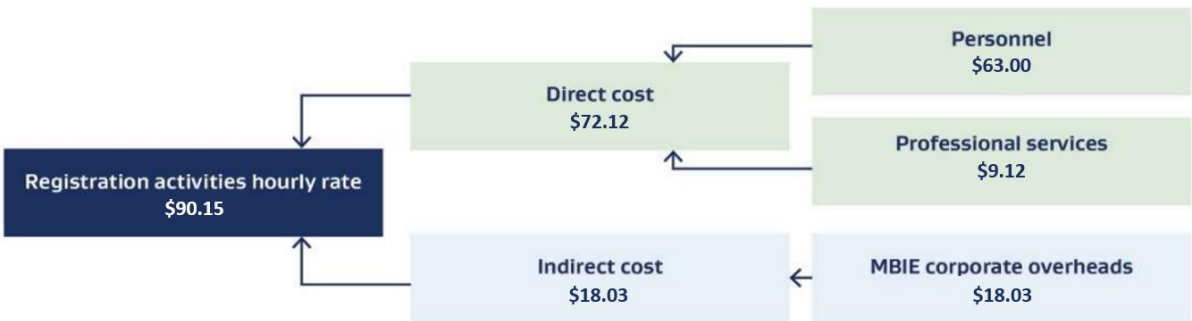 Personnel
$63.00
Direct cost
$72.12
Professional services
$9.12
Registration activities hourly rate
$90.15
Indirect cost
$18.03
MBIE corporate overheads
$18.03